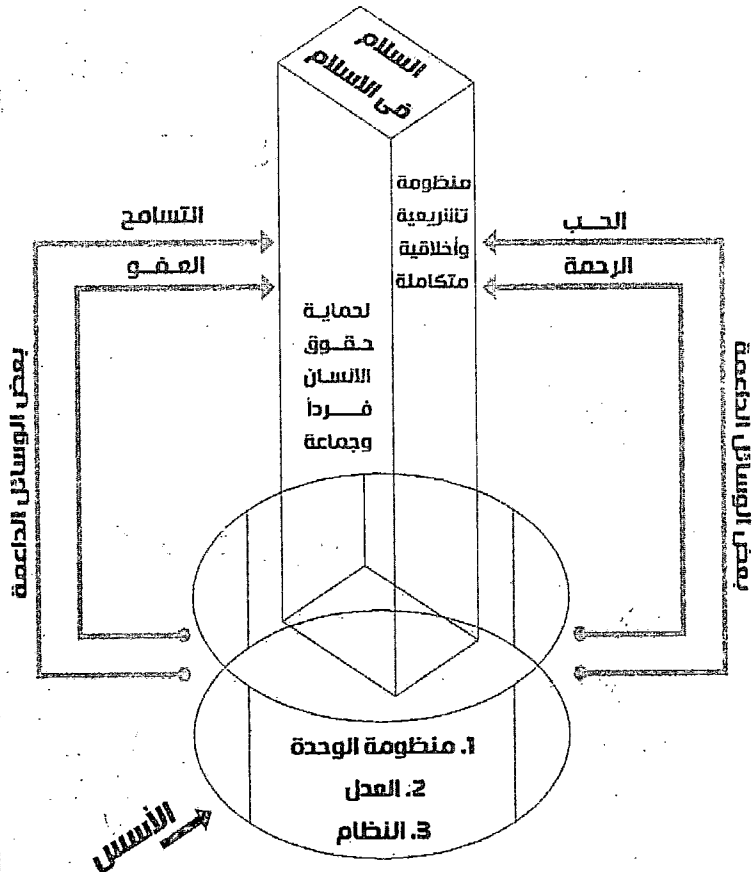 السلام
في الاسلام
منظومة
تشريعية
وأخلاقية
متكاملة
لحماية
حقوق
الانسان
فرداً
وجماعة
الحب
الرحمة
التسامح
العفو
بعض الوسائل الداعمة
بعض الوسائل الداعمة
1. منظومة الوحدة
2. العدل
3. النظام
الأسس